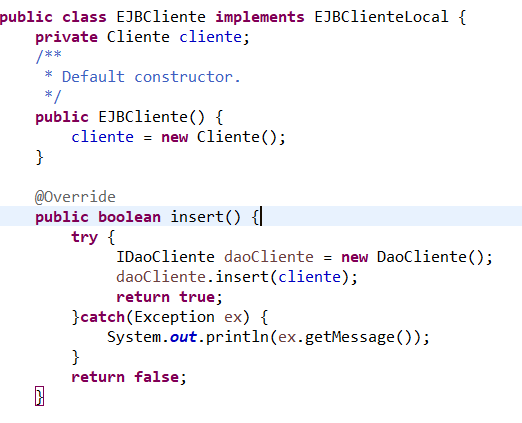 public class EJBCliente implements EJBClienteLocal {
    private Cliente cliente;
    /**
     * Default constructor.
     */
    public EJBCliente() {
        cliente = new Cliente();
    }

    @Override
    public boolean insert() {
        try {
             IDaoCliente daoCliente = new DaoCliente();
             daoCliente.insert(cliente);
             return true;
        }catch(Exception ex) {
            System.out.println(ex.getMessage());
        }
        return false;
    }